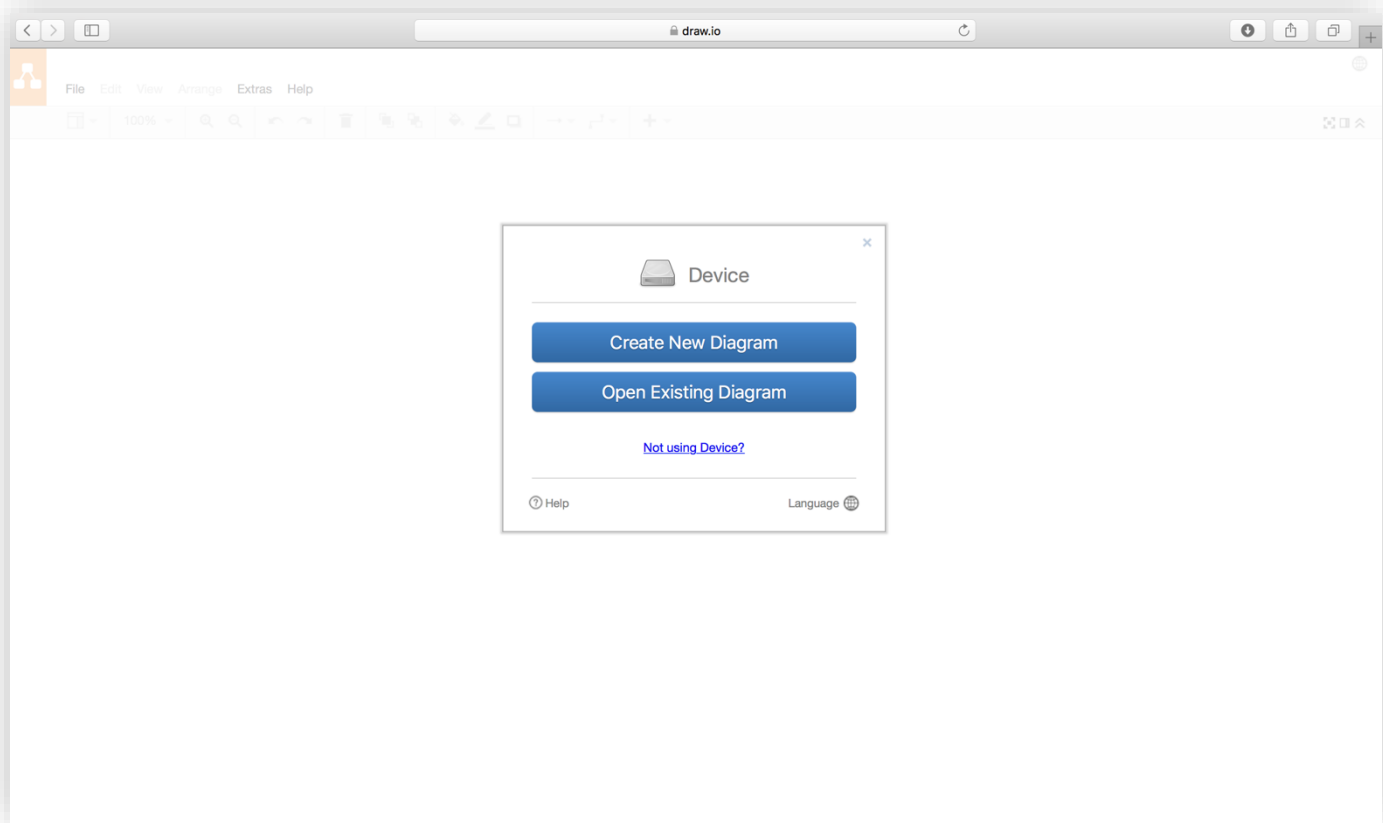 draw.io
File Edit View Arrange Extras Help
100%
Device
Create New Diagram
Open Existing Diagram
Not using Device?
Help
Language